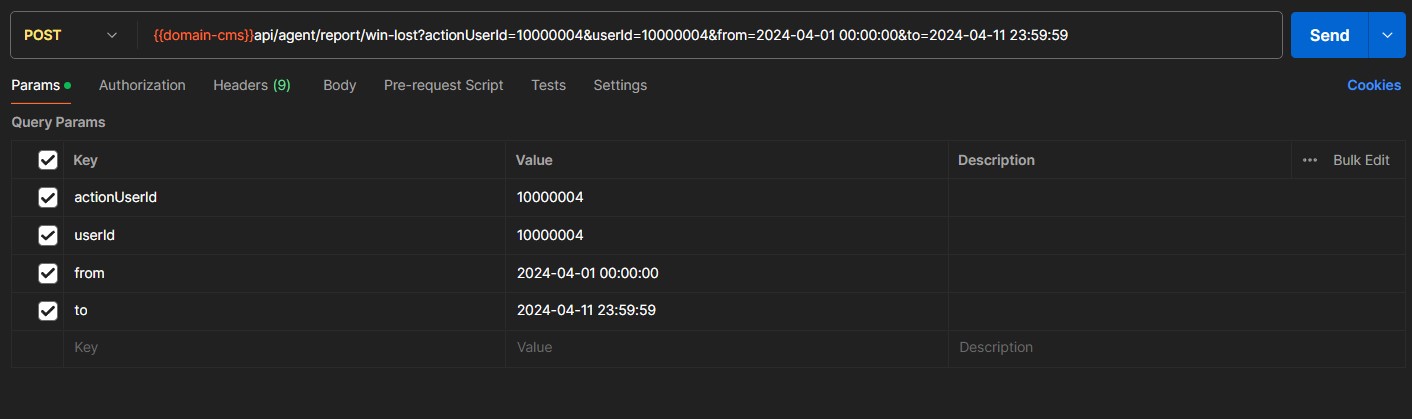 POST {{domain-cms}}api/agent/report/win-lost?actionUserId=10000004&userId=10000004&from=2024-04-01 00:00:00&to=2024-04-11 23:59:59 Send
Params Authorization Headers (9) Body Pre-request Script Tests Settings Cookies
Query Params
Key Value Description ••• Bulk Edit
actionUserId 10000004
userId 10000004
from 2024-04-01 00:00:00
to 2024-04-11 23:59:59
Key Value Description